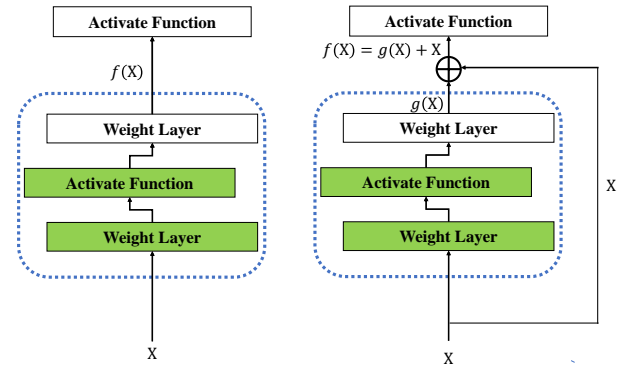 Activate Function
f(X)
Weight Layer
Activate Function
Weight Layer
X
Activate Function
f(X) = g(X) + X
g(X)
Weight Layer
Activate Function
Weight Layer
X
X